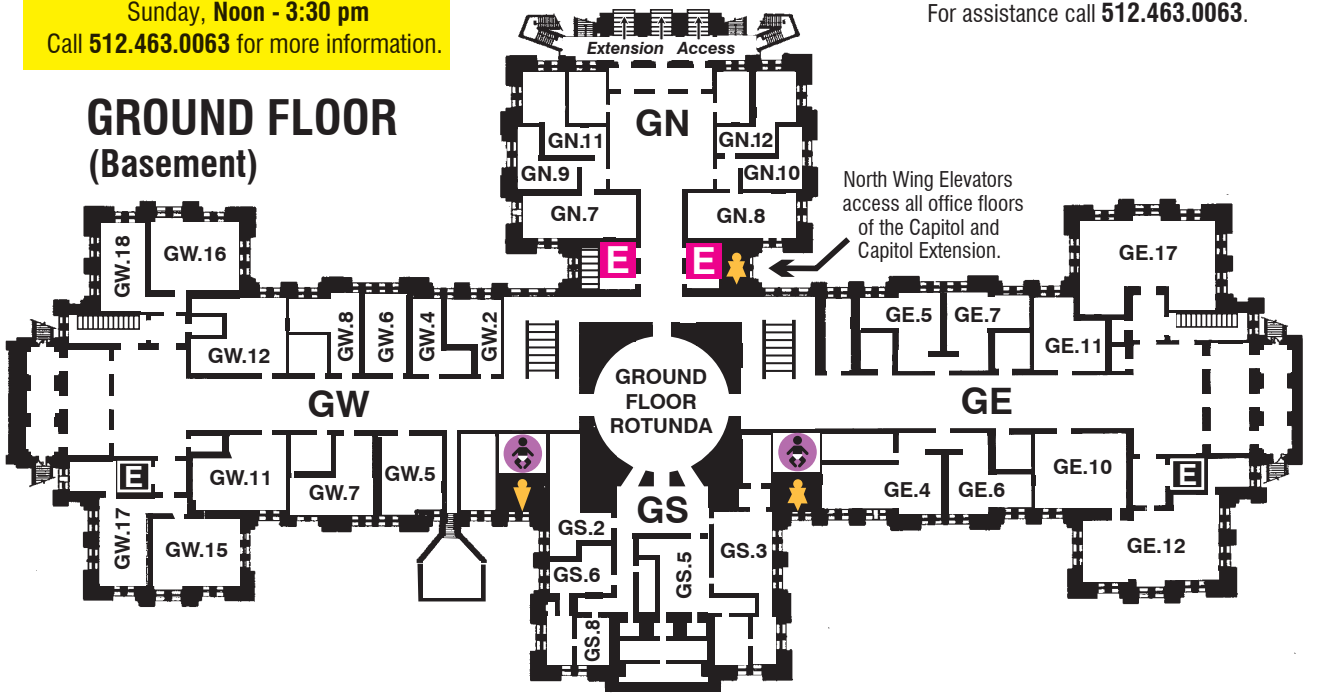 Sunday, Noon - 3:30 pm
Call 512.463.0063 for more information.
For assistance call 512.463.0063.
GROUND FLOOR
(Basement)
Extension Access
GN
GN.11
GN.12
GN.9
GN.10
GN.7
GN.8
E
E
North Wing Elevators
access all office floors
of the Capitol and
Capitol Extension.
GW.18
GW.16
GE.17
GW.12
GW.8
GW.6
GW.4
GW.2
GE.5
GE.7
GE.11
GW
GROUND
FLOOR
ROTUNDA
GE
E
GW.11
GW.7
GW.5
GE.4
GE.6
GE.10
E
GW.17
GW.15
GS
GS.2
GS.3
GS.6
GS.5
GS.8
GE.12